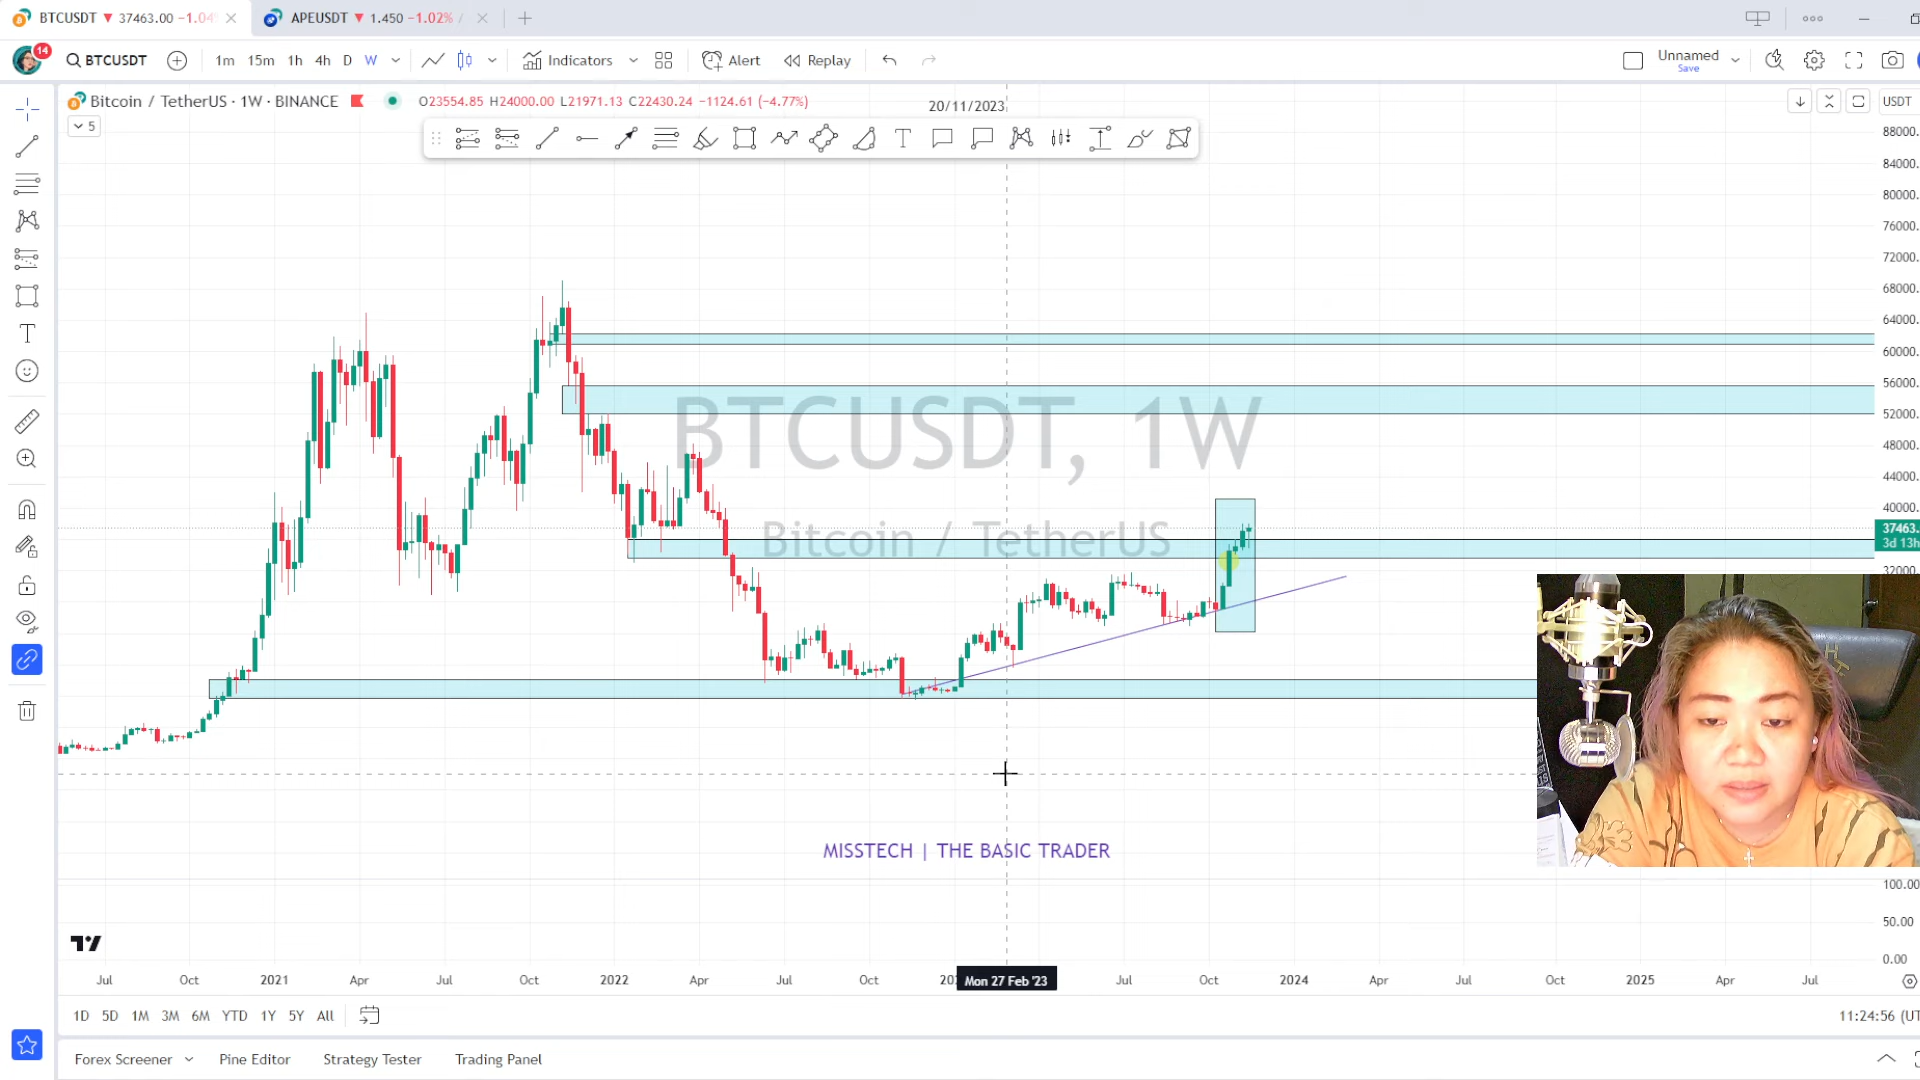 BTCUSDT 37463.00 −1.04
APEUSDT 1.450 −1.02% /
14
BTCUSDT
1m 15m 1h 4h D W
Indicators
Alert
Replay
Unnamed
Save
Bitcoin / TetherUS · 1W · BINANCE
O23554.85 H24000.00 L21971.13 C22430.24 −1124.61 (−4.77%)
20/11/2023
USDT
5
88000.
84000.
80000.
76000.
72000.
68000.
64000.
60000.
56000.
52000.
48000.
44000.
40000.
37463.
3d 13h
32000.
BTCUSDT, 1W
Bitcoin / TetherUS
MISSTECH | THE BASIC TRADER
100.00
50.00
0.00
Jul Oct 2021 Apr Jul Oct 2022 Apr Jul Oct Mon 27 Feb '23 Jul Oct 2024 Apr Jul Oct 2025 Apr Jul
1D 5D 1M 3M 6M YTD 1Y 5Y All
11:24:56 (UT
Forex Screener Pine Editor Strategy Tester Trading Panel